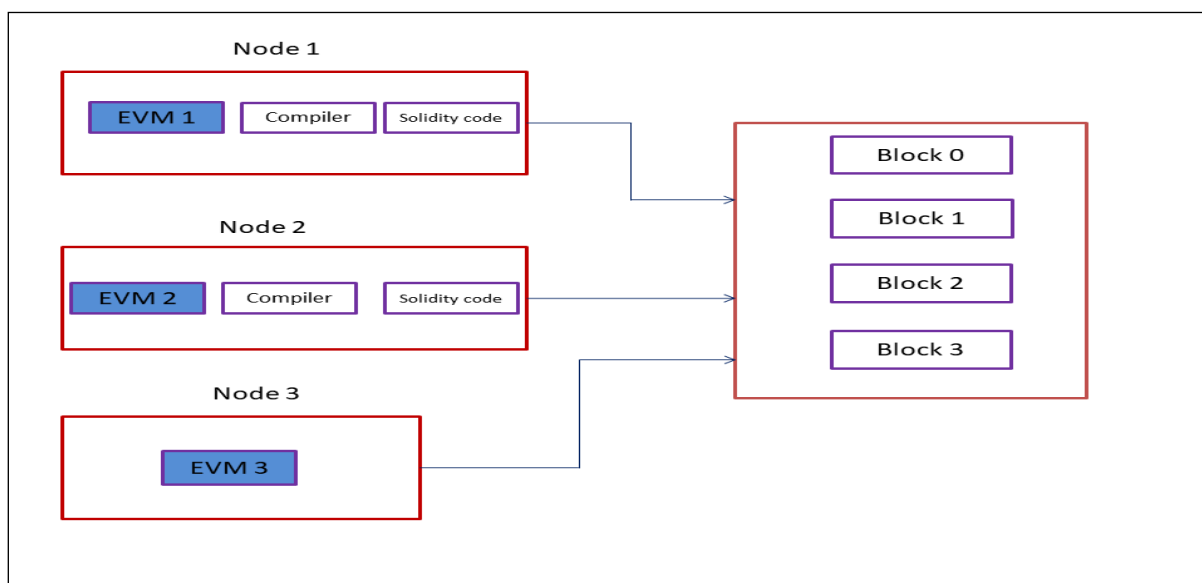 Node 1
EVM 1
Compiler
Solidity code
Node 2
EVM 2
Compiler
Solidity code
Node 3
EVM 3
Block 0
Block 1
Block 2
Block 3